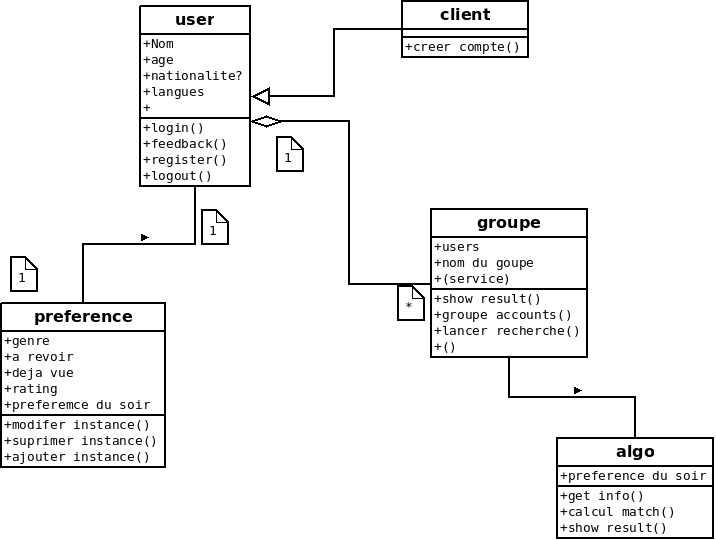 user
+Nom
+age
+nationalite?
+langues
+
+login()
+feedback()
+register()
+logout()
client
+creer compte()
1
1
1
*
groupe
+users
+nom du goupe
+(service)
+show result()
+groupe accounts()
+lancer recherche()
+()
preference
+genre
+a revoir
+deja vue
+rating
+preferemce du soir
+modifer instance()
+suprimer instance()
+ajouter instance()
algo
+preference du soir
+get info()
+calcul match()
+show result()